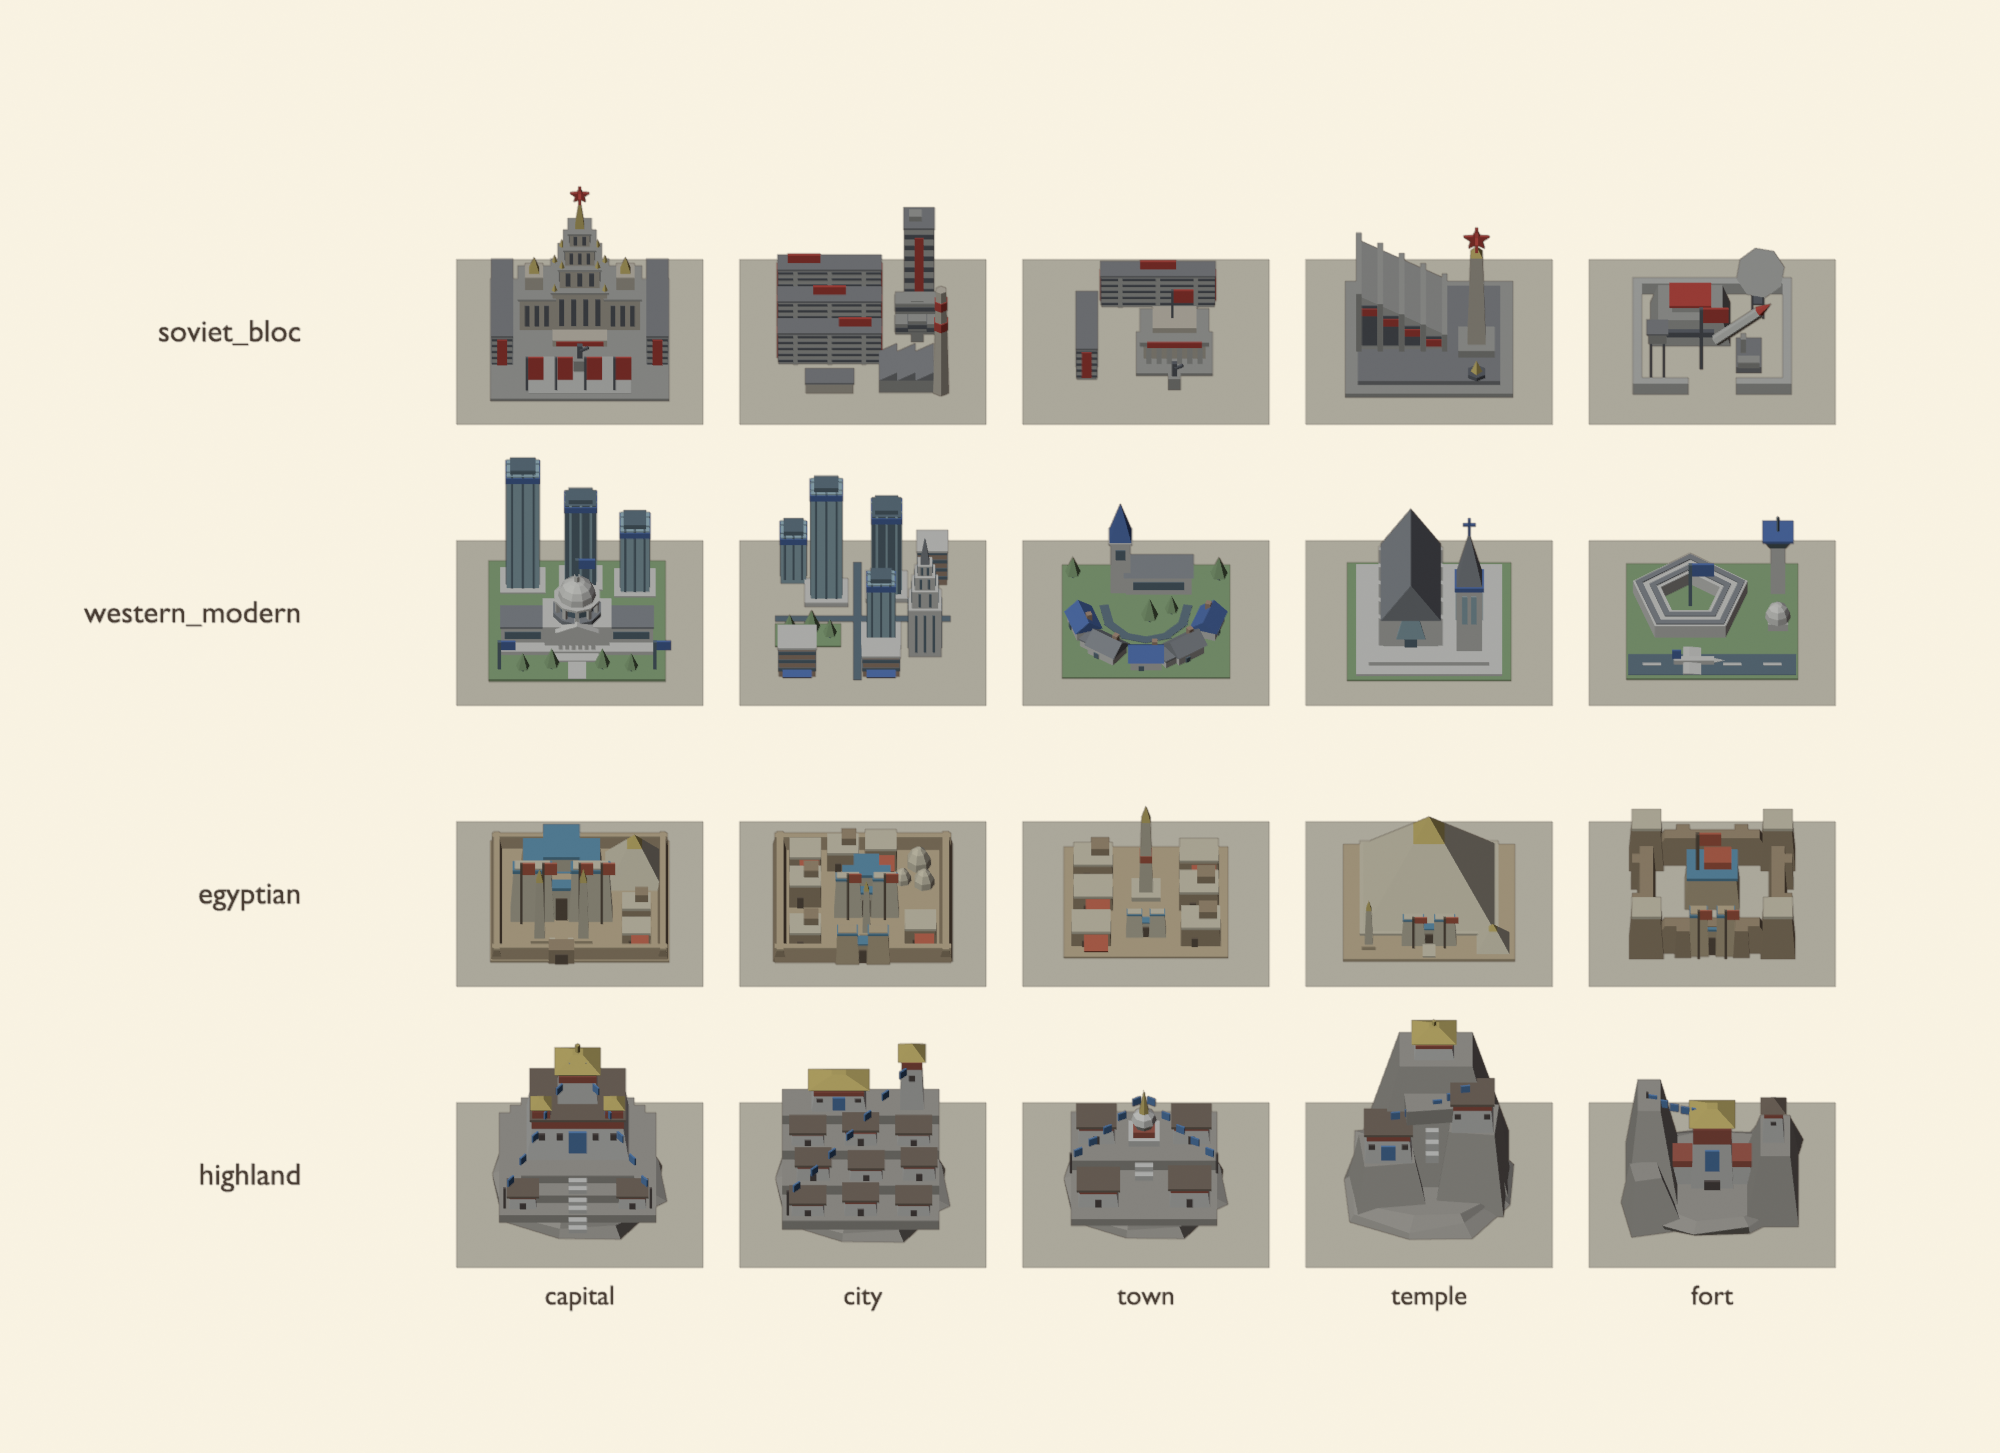 soviet_bloc
western_modern
egyptian
highland
capital
city
town
temple
fort